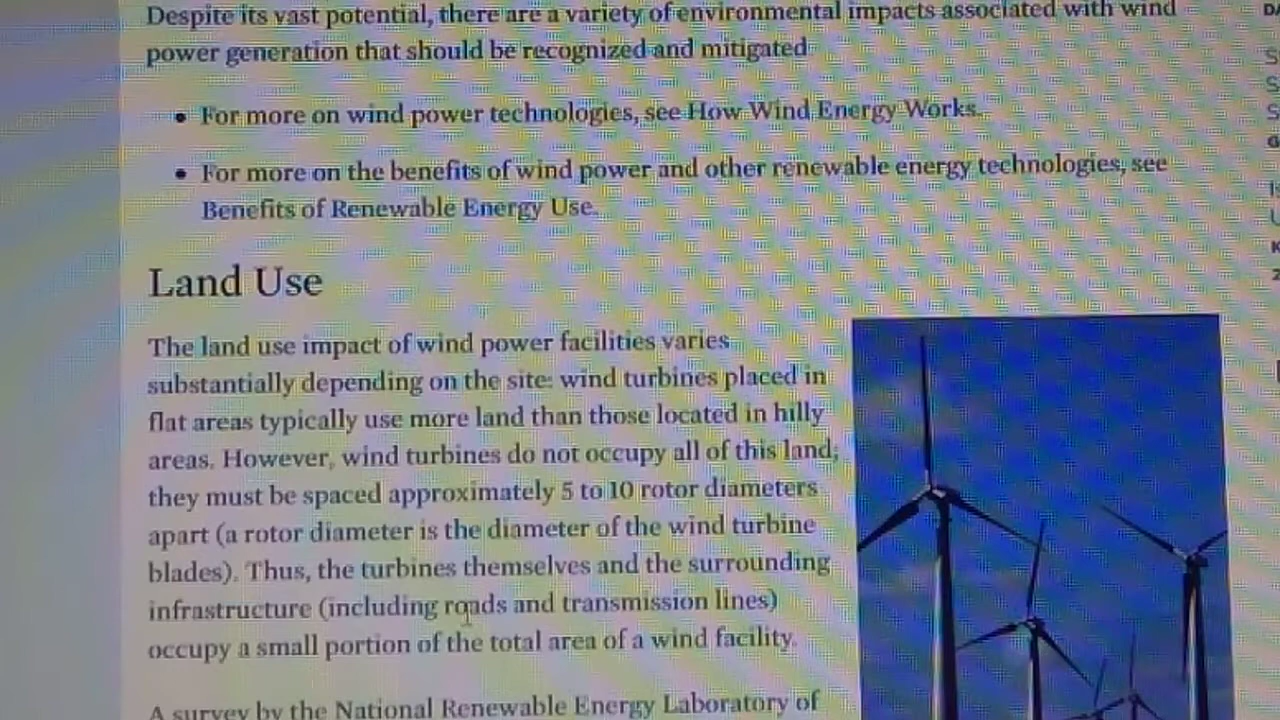 Despite its vast potential, there are a variety of environmental impacts associated with wind
power generation that should be recognized and mitigated
• For more on wind power technologies, see How Wind Energy Works.
• For more on the benefits of wind power and other renewable energy technologies, see
Benefits of Renewable Energy Use.
Land Use
The land use impact of wind power facilities varies
substantially depending on the site: wind turbines placed in
flat areas typically use more land than those located in hilly
areas. However, wind turbines do not occupy all of this land;
they must be spaced approximately 5 to 10 rotor diameters
apart (a rotor diameter is the diameter of the wind turbine
blades). Thus, the turbines themselves and the surrounding
infrastructure (including roads and transmission lines)
occupy a small portion of the total area of a wind facility.
A survey by the National Renewable Energy Laboratory of